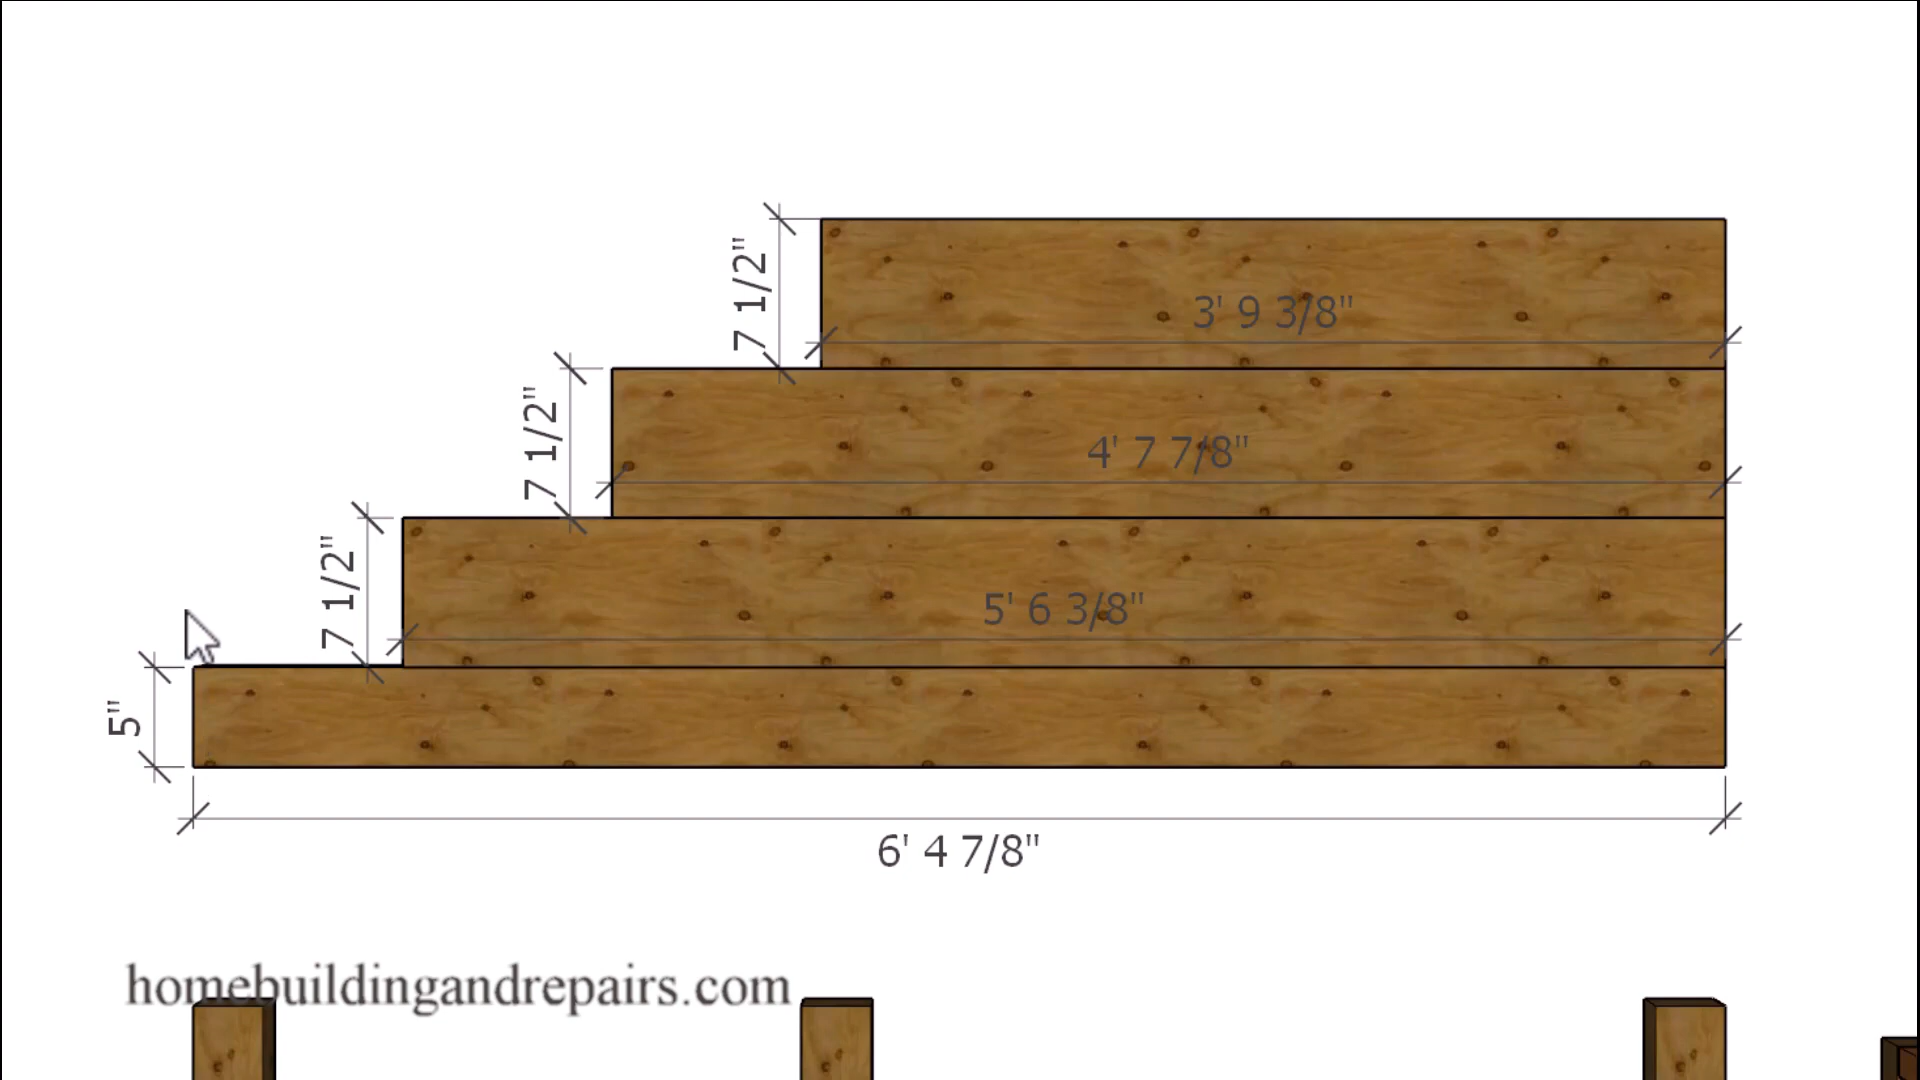 7 1/2"
3' 9 3/8"
7 1/2"
4' 7 7/8"
7 1/2"
5' 6 3/8"
5"
6' 4 7/8"
homebuildingandrepairs.com